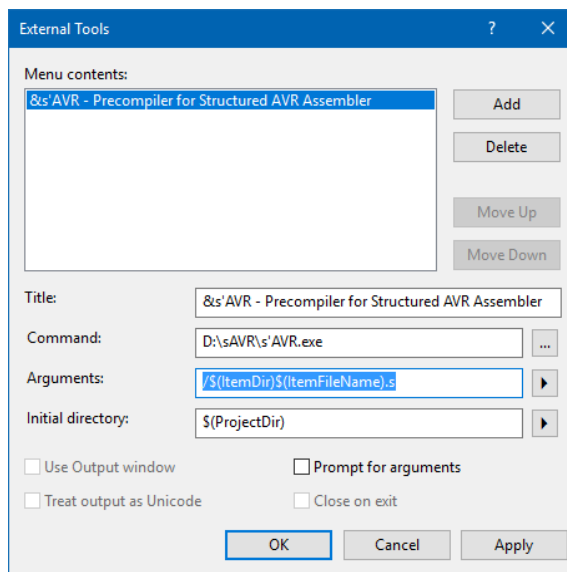 External Tools ?
Menu contents:
&s'AVR - Precompiler for Structured AVR Assembler
Add
Delete
Move Up
Move Down
Title: &s'AVR - Precompiler for Structured AVR Assembler
Command: D:\sAVR\s'AVR.exe ...
Arguments: /$(ItemDir)$(ItemFileName).s
Initial directory: $(ProjectDir)
Use Output window Prompt for arguments
Treat output as Unicode Close on exit
OK Cancel Apply